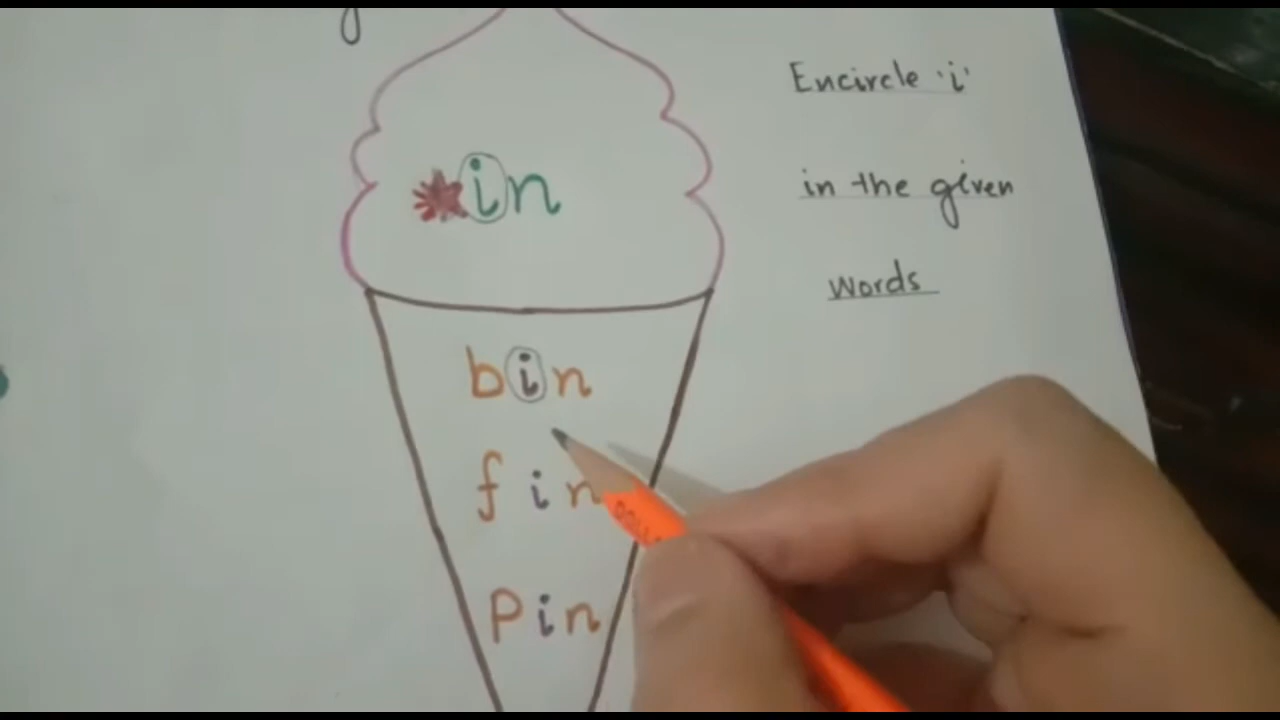 Encircle 'i'
in the given
words
in
bin
fin
Pin